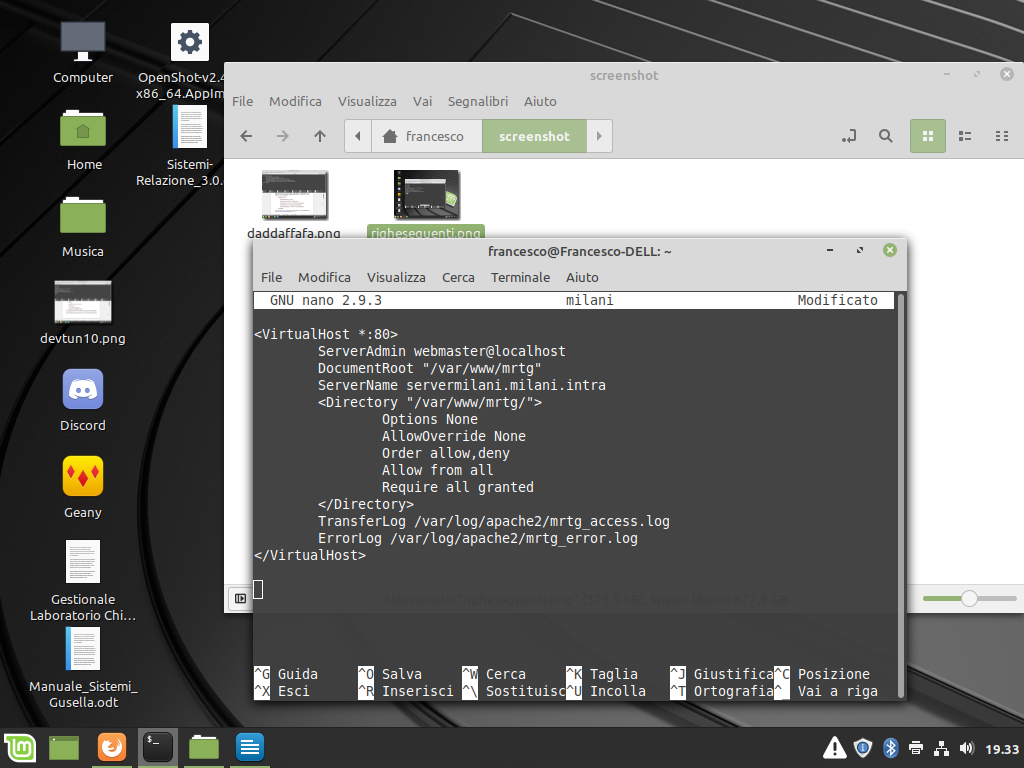 Computer
OpenShot-v2.4
x86_64.AppIm
Home
Sistemi-
Relazione_3.0.
Musica
devtun10.png
Discord
Geany
Gestionale
Laboratorio Chi...
Manuale_Sistemi_
Gusella.odt
screenshot
File Modifica Visualizza Vai Segnalibri Aiuto
francesco screenshot
daddaffafa.png righeseguenti.png
francesco@Francesco-DELL: ~
File Modifica Visualizza Cerca Terminale Aiuto
GNU nano 2.9.3 milani Modificato
<VirtualHost *:80>
ServerAdmin webmaster@localhost
DocumentRoot "/var/www/mrtg"
ServerName servermilani.milani.intra
<Directory "/var/www/mrtg/">
Options None
AllowOverride None
Order allow,deny
Allow from all
Require all granted
</Directory>
TransferLog /var/log/apache2/mrtg_access.log
ErrorLog /var/log/apache2/mrtg_error.log
</VirtualHost>
^G Guida ^O Salva ^W Cerca ^K Taglia ^J Giustifica ^C Posizione
^X Esci ^R Inserisci ^\ Sostituisc ^U Incolla ^T Ortografia ^_ Vai a riga
19.33